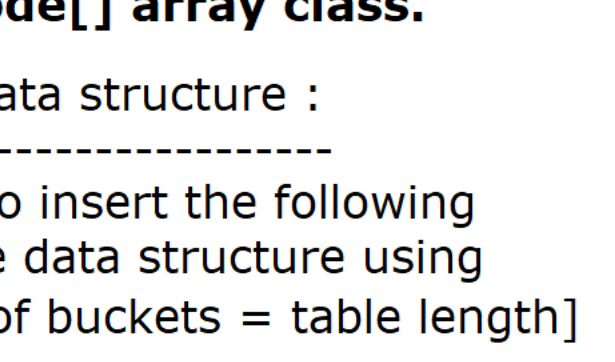 ode[] array class.
ata structure :
-----------------
o insert the following
e data structure using
of buckets = table length]